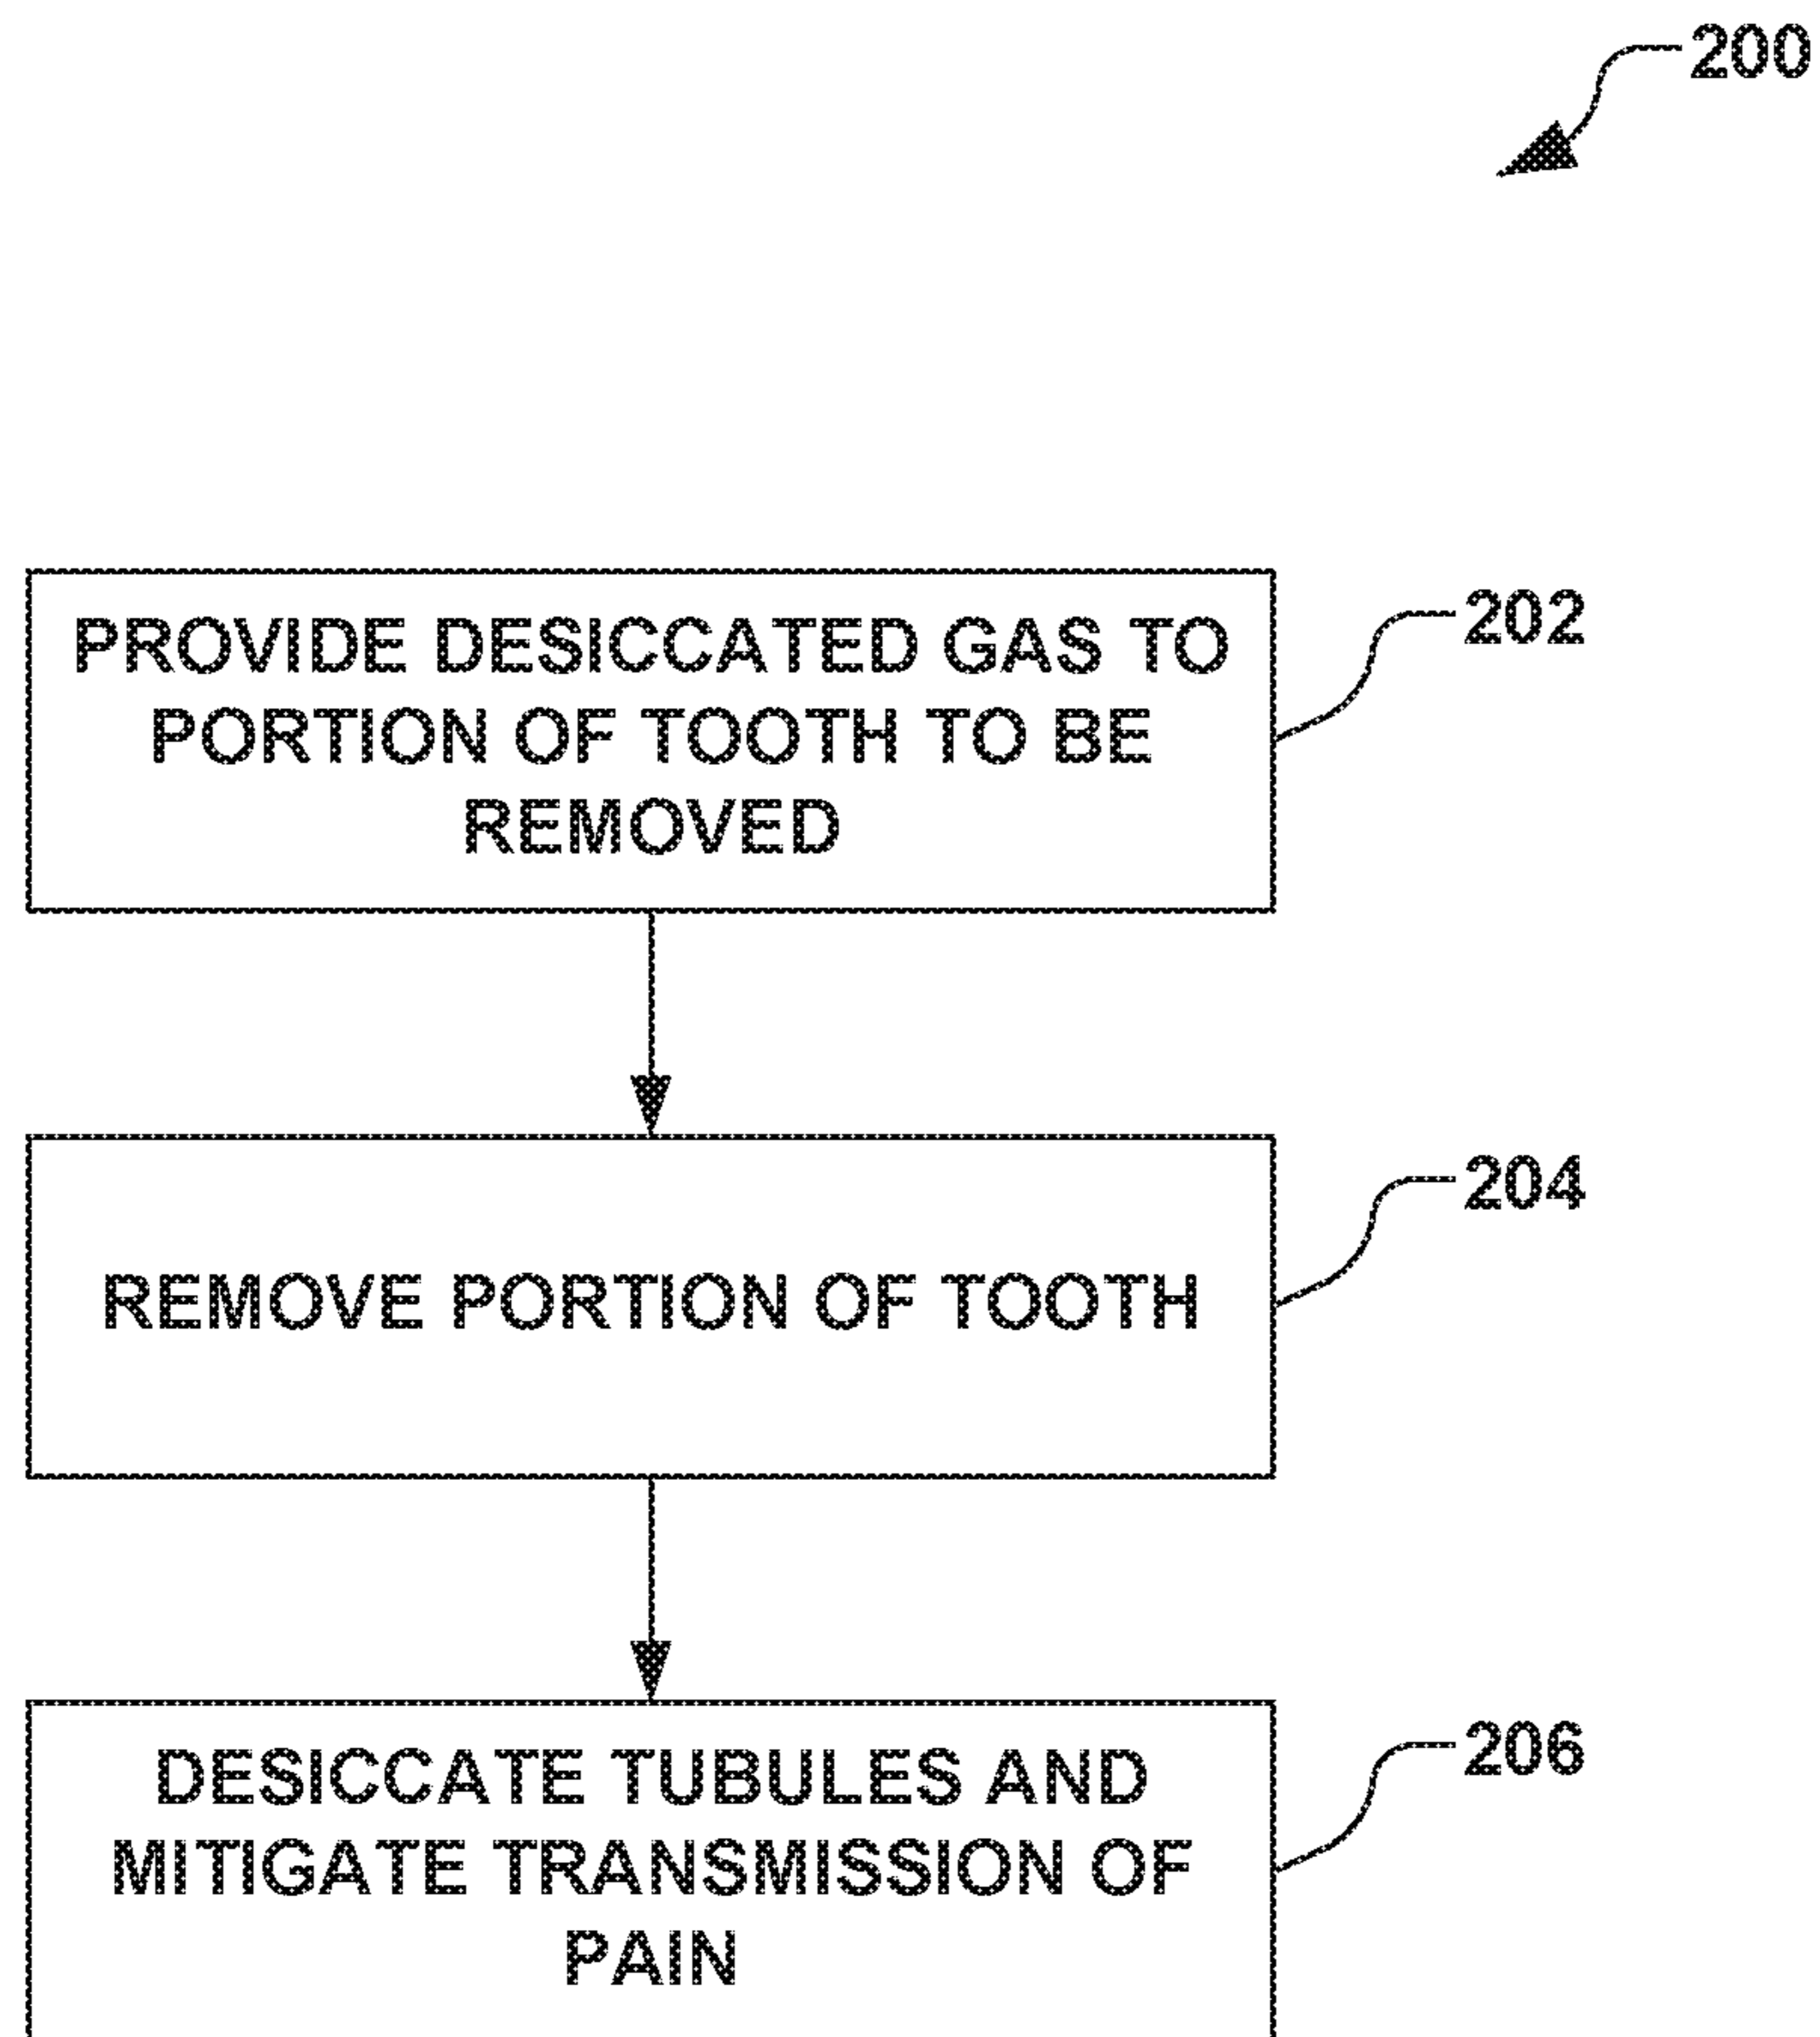 200
PROVIDE DESICCATED GAS TO
PORTION OF TOOTH TO BE
REMOVED
202
REMOVE PORTION OF TOOTH
204
DESICCATE TUBULES AND
MITIGATE TRANSMISSION OF
PAIN
206